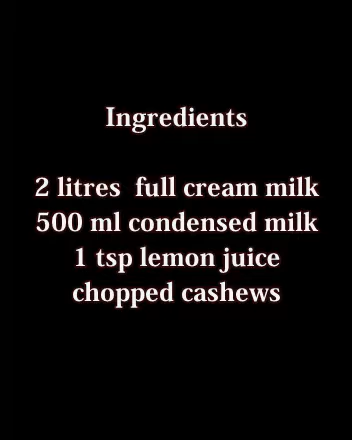 Ingredients
2 litres full cream milk
500 ml condensed milk
1 tsp lemon juice
chopped cashews